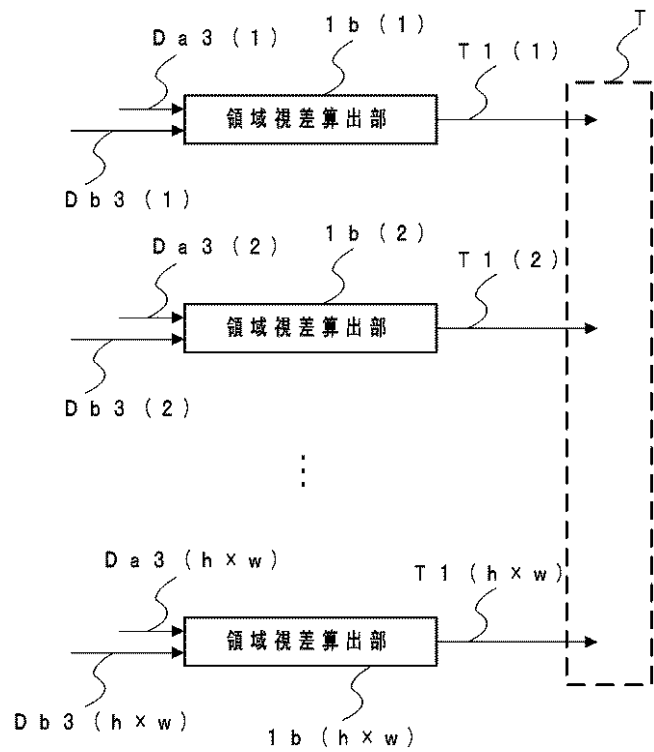 T
Da3(1)
1b(1)
T1(1)
領域視差算出部
Db3(1)
Da3(2)
1b(2)
T1(2)
領域視差算出部
Db3(2)
⋮
Da3(h×w)
T1(h×w)
領域視差算出部
Db3(h×w)
1b(h×w)